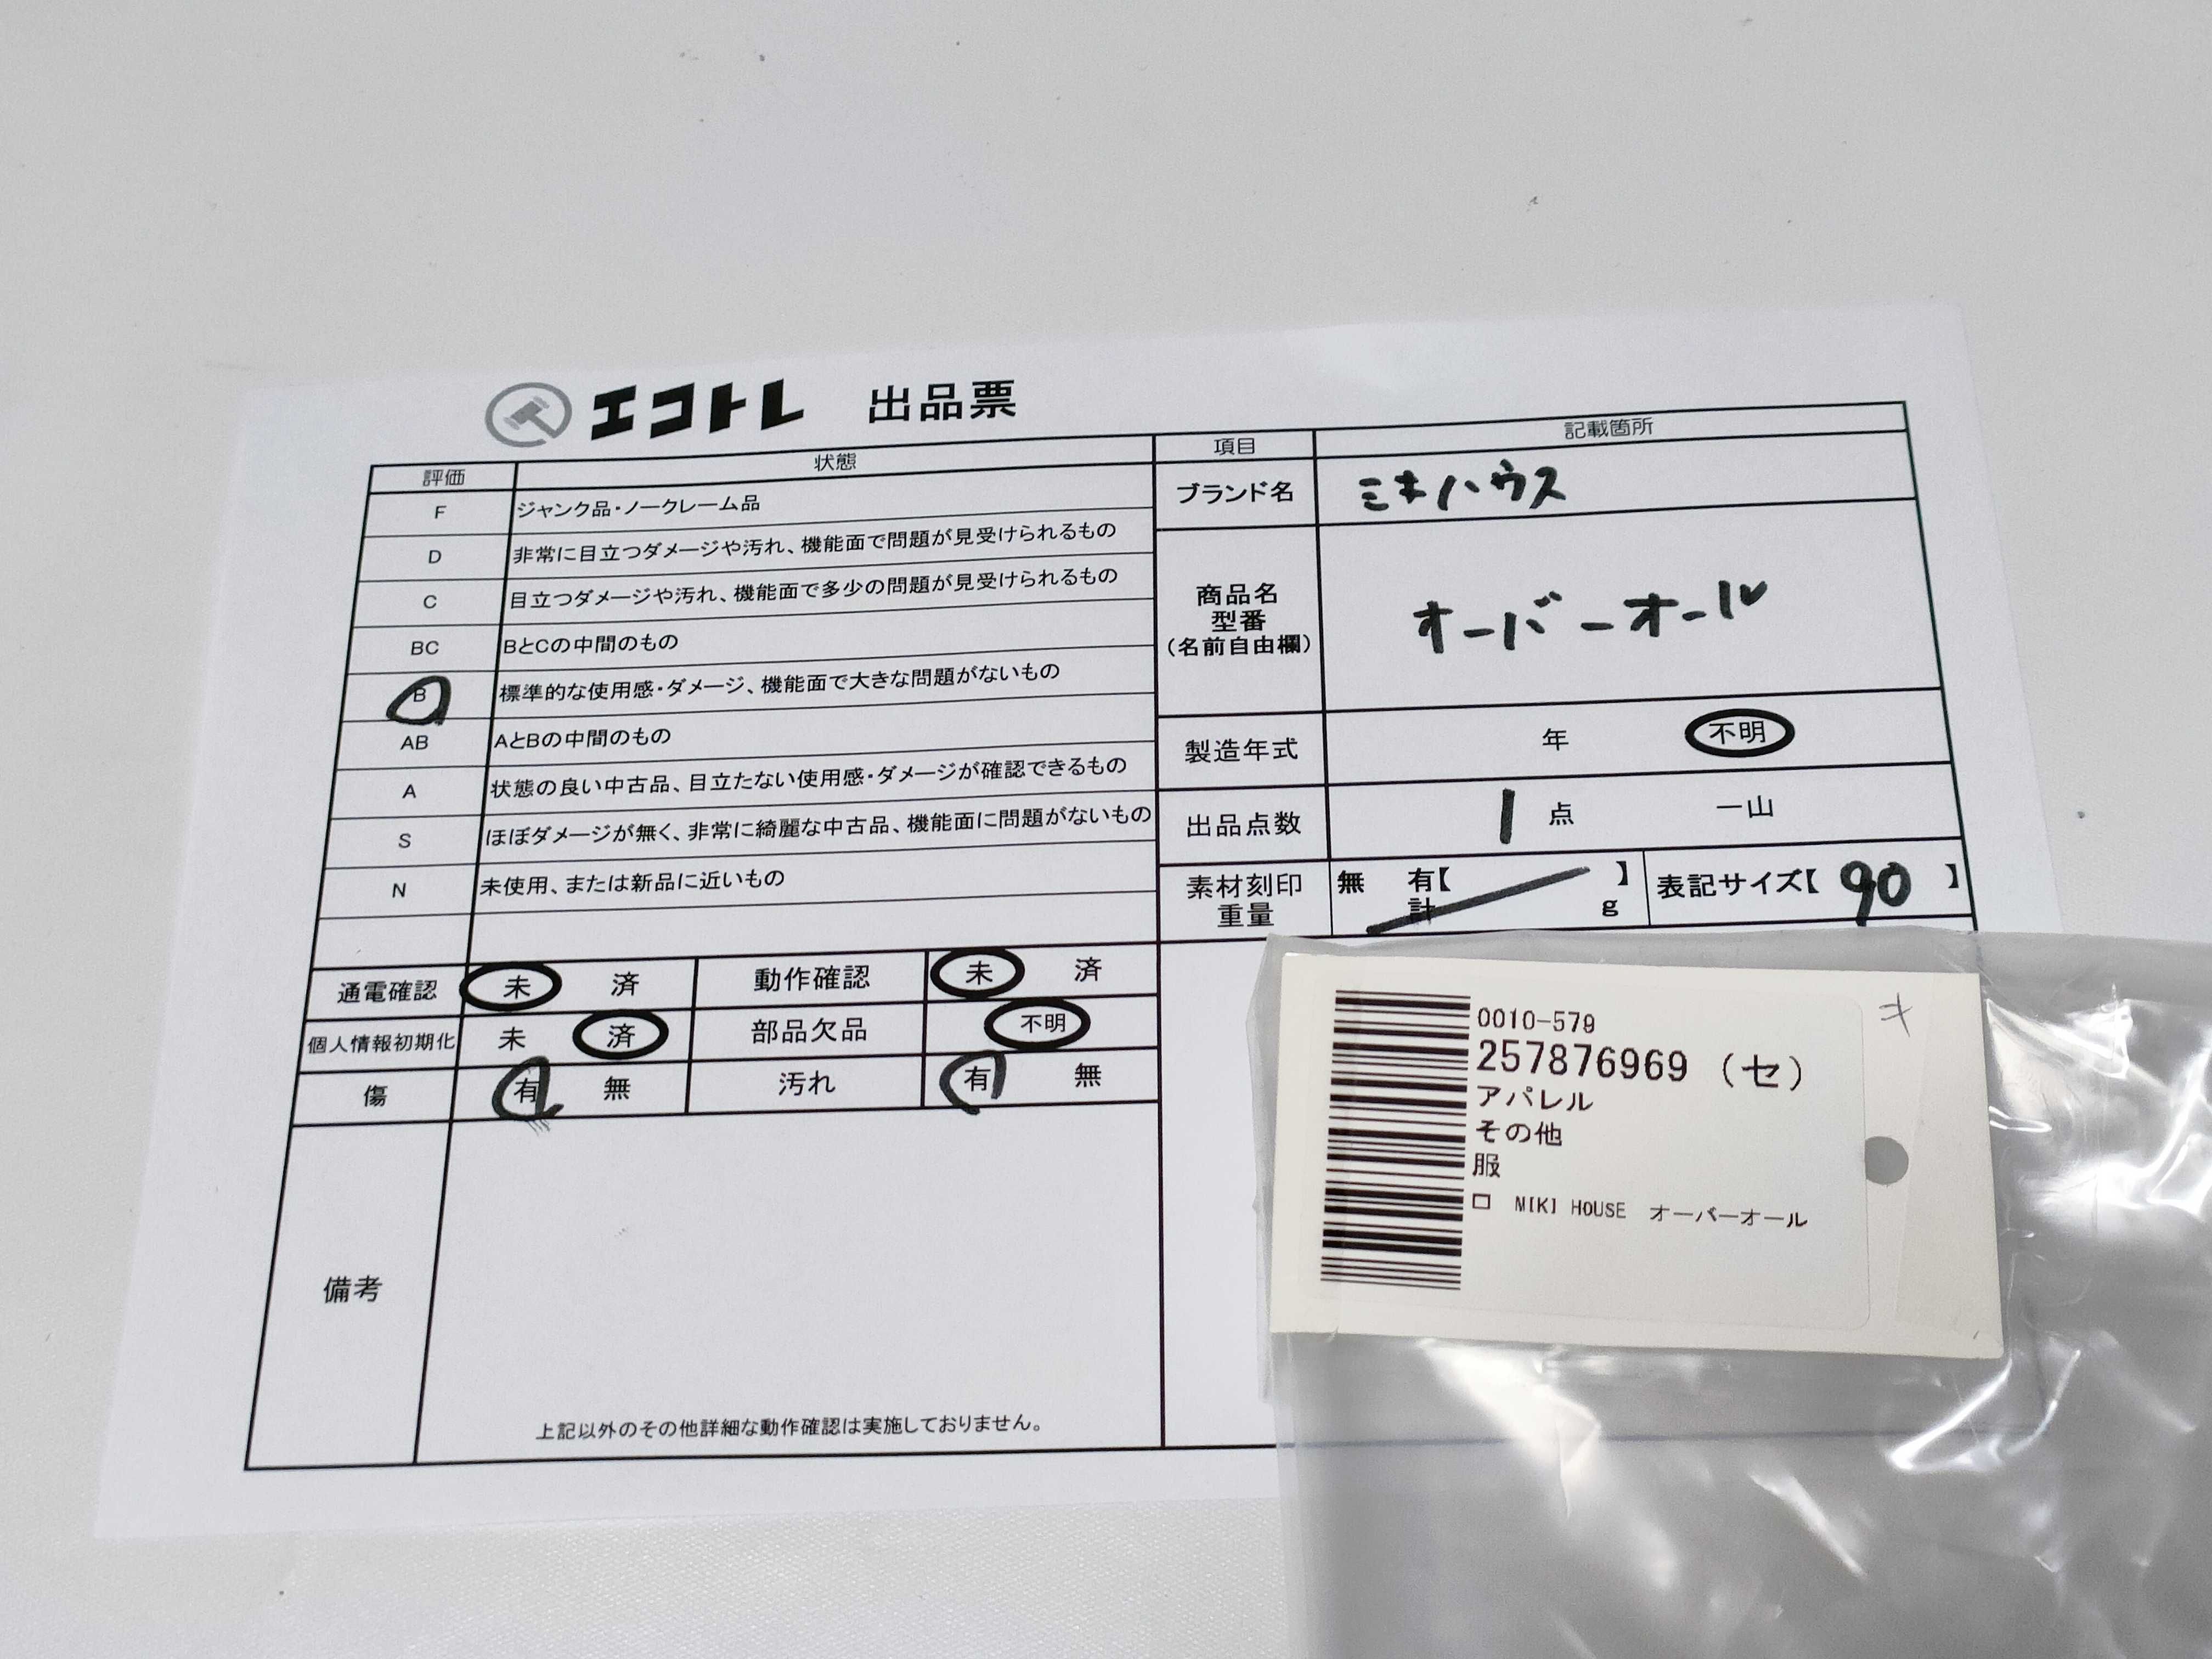 エコトレ 出品票
評価 状態
F ジャンク品・ノークレーム品
D 非常に目立つダメージや汚れ、機能面で問題が見受けられるもの
C 目立つダメージや汚れ、機能面で多少の問題が見受けられるもの
BC BとCの中間のもの
B 標準的な使用感・ダメージ、機能面で大きな問題がないもの
AB AとBの中間のもの
A 状態の良い中古品、目立たない使用感・ダメージが確認できるもの
S ほぼダメージが無く、非常に綺麗な中古品、機能面に問題がないもの
N 未使用、または新品に近いもの
項目 記載箇所
ブランド名 ミキハウス
商品名
型番
(名前自由欄)
オーバーオール
製造年式 年 不明
出品点数 1 点 一山
素材刻印 無 有【 】
重量 計 g
表記サイズ【 90 】
通電確認 未 済 動作確認 未 済
個人情報初期化 未 済 部品欠品 不明
傷 有 無 汚れ 有 無
備考
上記以外のその他詳細な動作確認は実施しておりません。
0010-579
257876969 (セ)
アパレル
その他
服
ロ MIKI HOUSE オーバーオール
キ